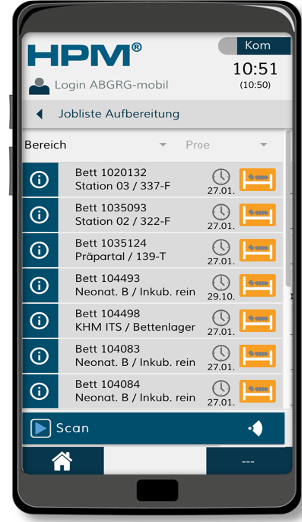 HPM®
Kom
10:51
Login ABGRG-mobil
(10:50)
Jobliste Aufbereitung
Bereich
Proe
Bett 1020132
Station 03 / 337-F
27.01.
Bett 1035093
Station 02 / 322-F
27.01.
Bett 1035124
Präpartal / 139-T
27.01.
Bett 104493
Neonat. B / Inkub. rein
29.10.
Bett 104498
KHM ITS / Bettenlager
27.01.
Bett 104083
Neonat. B / Inkub. rein
27.01.
Bett 104084
Neonat. B / Inkub. rein
27.01.
Scan
---